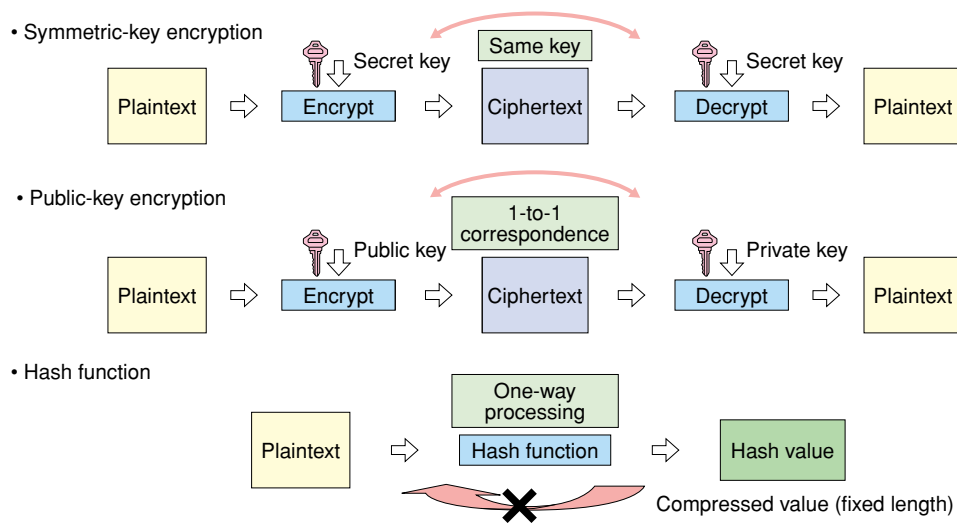 • Symmetric-key encryption
Same key
Secret key
Secret key
Plaintext
Encrypt
Ciphertext
Decrypt
Plaintext
• Public-key encryption
1-to-1
correspondence
Public key
Private key
Plaintext
Encrypt
Ciphertext
Decrypt
Plaintext
• Hash function
One-way
processing
Plaintext
Hash function
Hash value
Compressed value (fixed length)